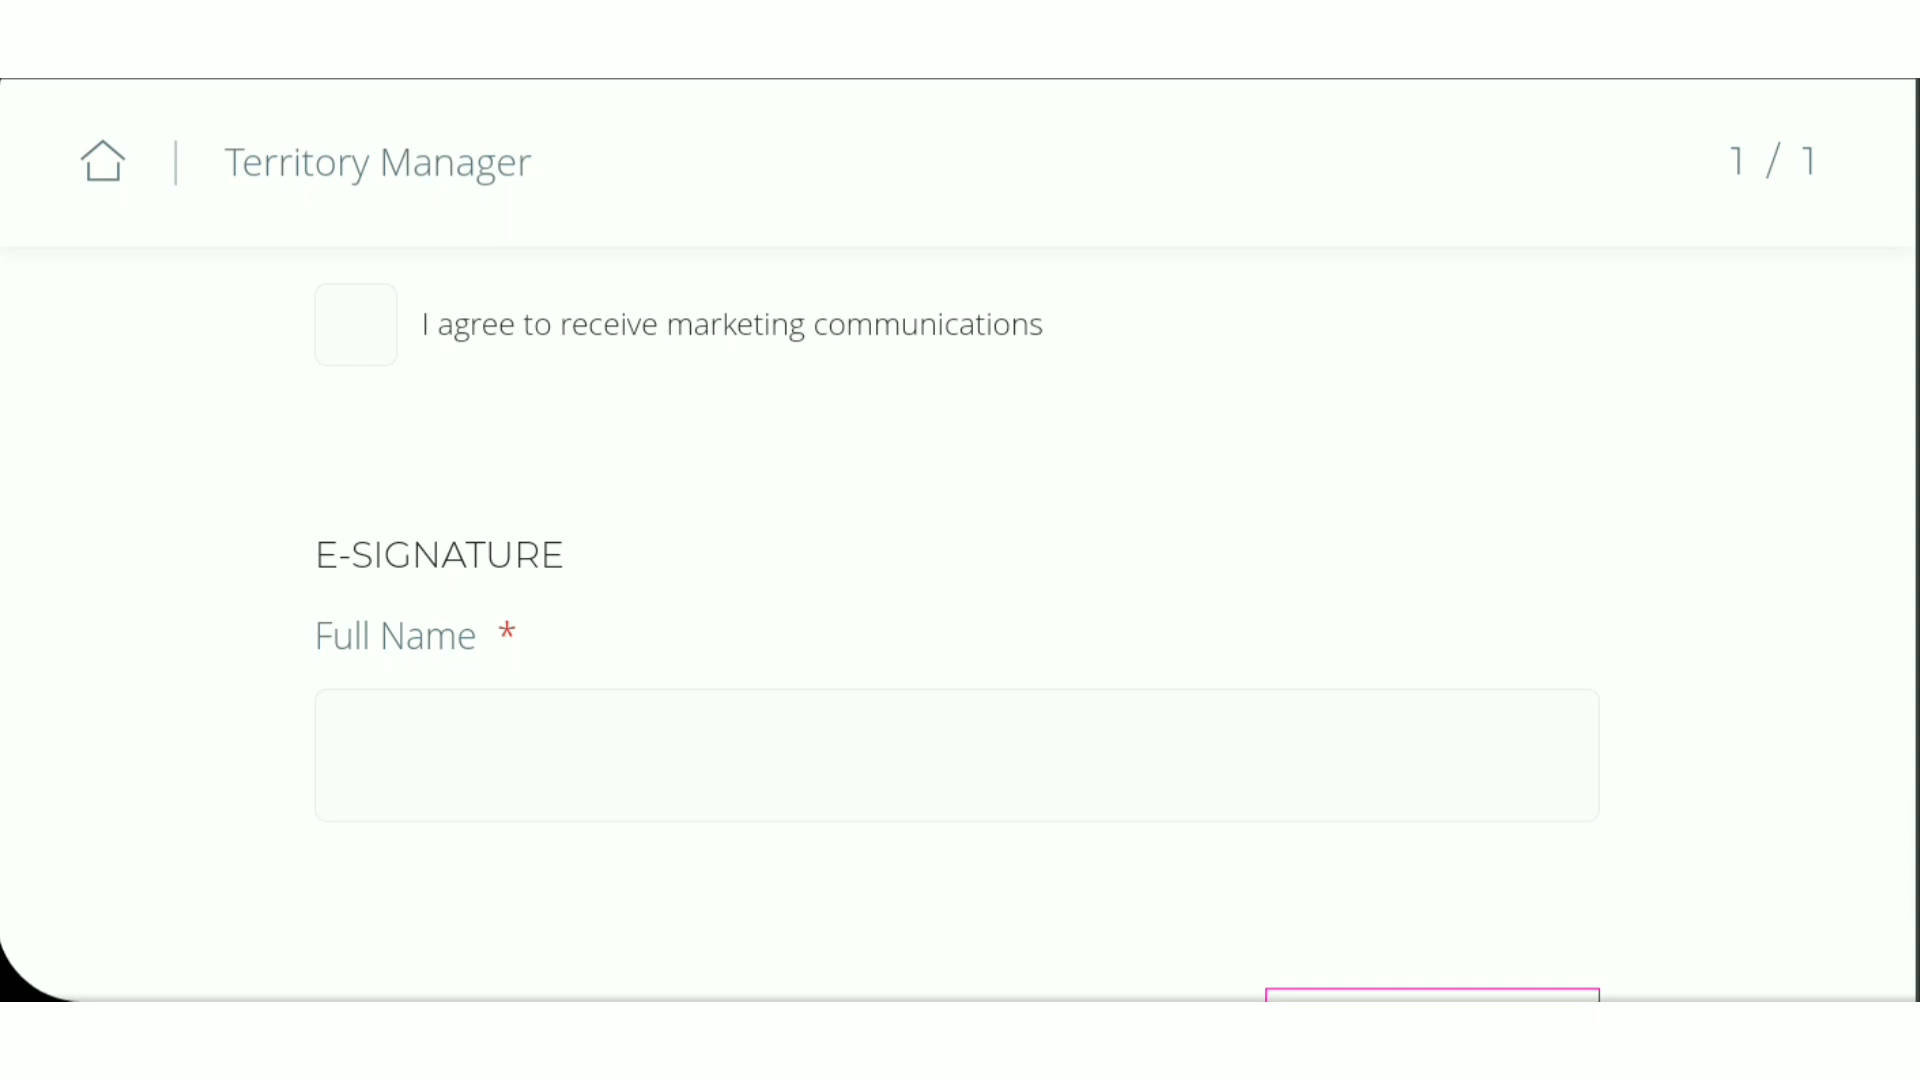 Territory Manager
1 / 1
I agree to receive marketing communications
E-SIGNATURE
Full Name *